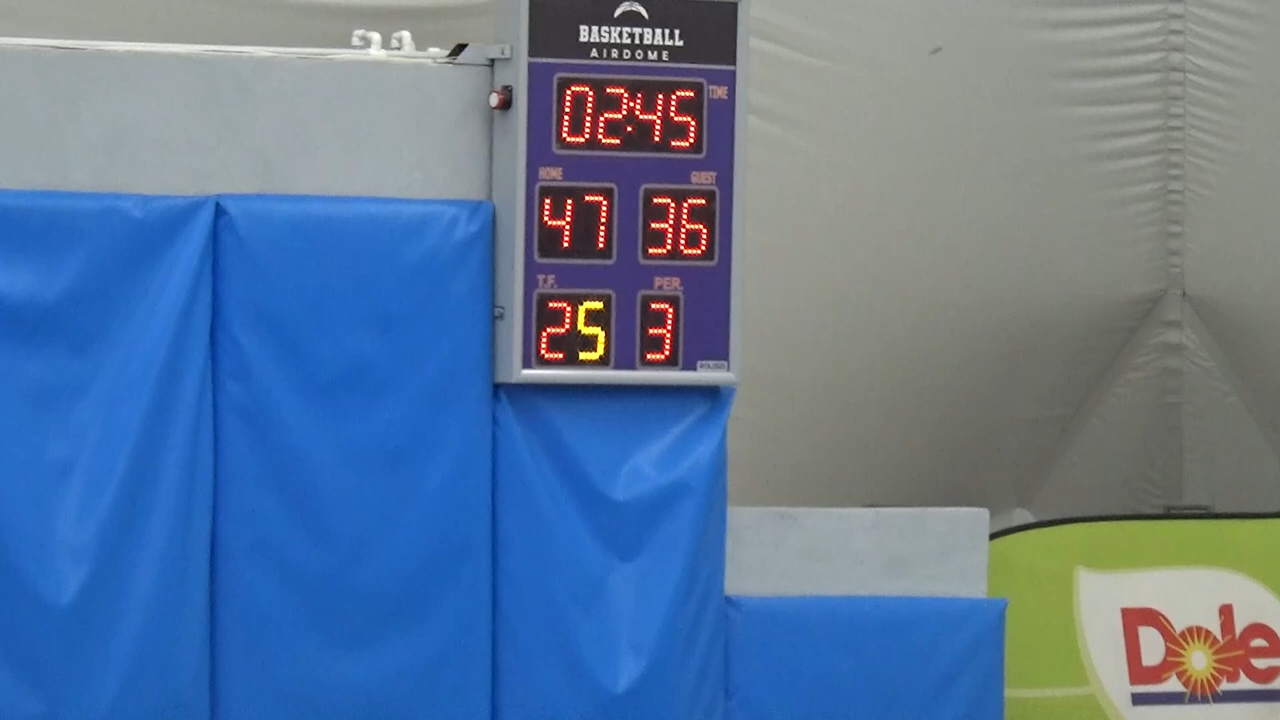 BASKETBALL
AIRDOME
TIME
02:45
HOME GUEST
47 36
T.F. PER.
25 3
Dole